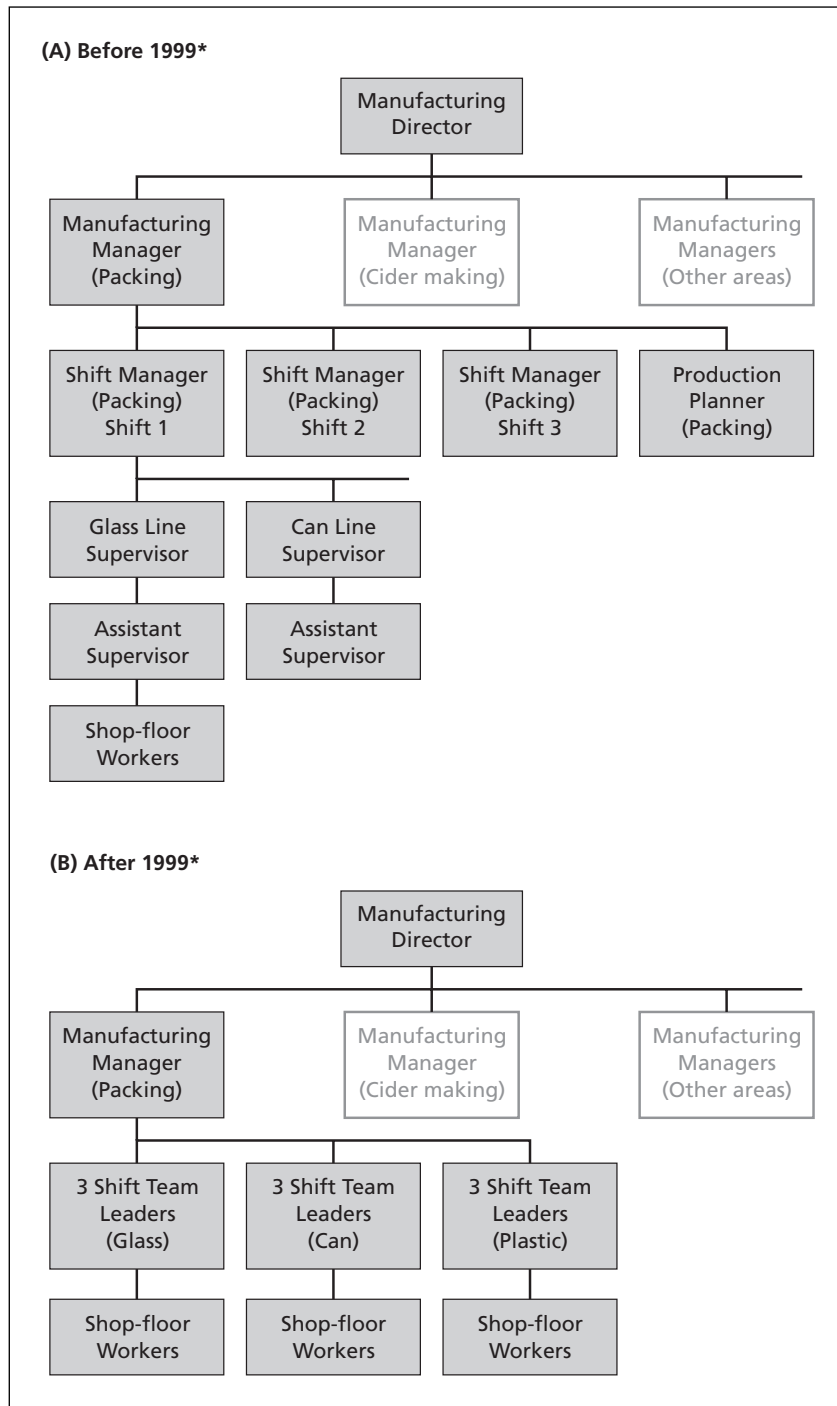 (A) Before 1999*
Manufacturing
Director
Manufacturing
Manager
(Packing)
Manufacturing
Manager
(Cider making)
Manufacturing
Managers
(Other areas)
Shift Manager
(Packing)
Shift 1
Shift Manager
(Packing)
Shift 2
Shift Manager
(Packing)
Shift 3
Production
Planner
(Packing)
Glass Line
Supervisor
Can Line
Supervisor
Assistant
Supervisor
Assistant
Supervisor
Shop-floor
Workers
(B) After 1999*
Manufacturing
Director
Manufacturing
Manager
(Packing)
Manufacturing
Manager
(Cider making)
Manufacturing
Managers
(Other areas)
3 Shift Team
Leaders
(Glass)
3 Shift Team
Leaders
(Can)
3 Shift Team
Leaders
(Plastic)
Shop-floor
Workers
Shop-floor
Workers
Shop-floor
Workers